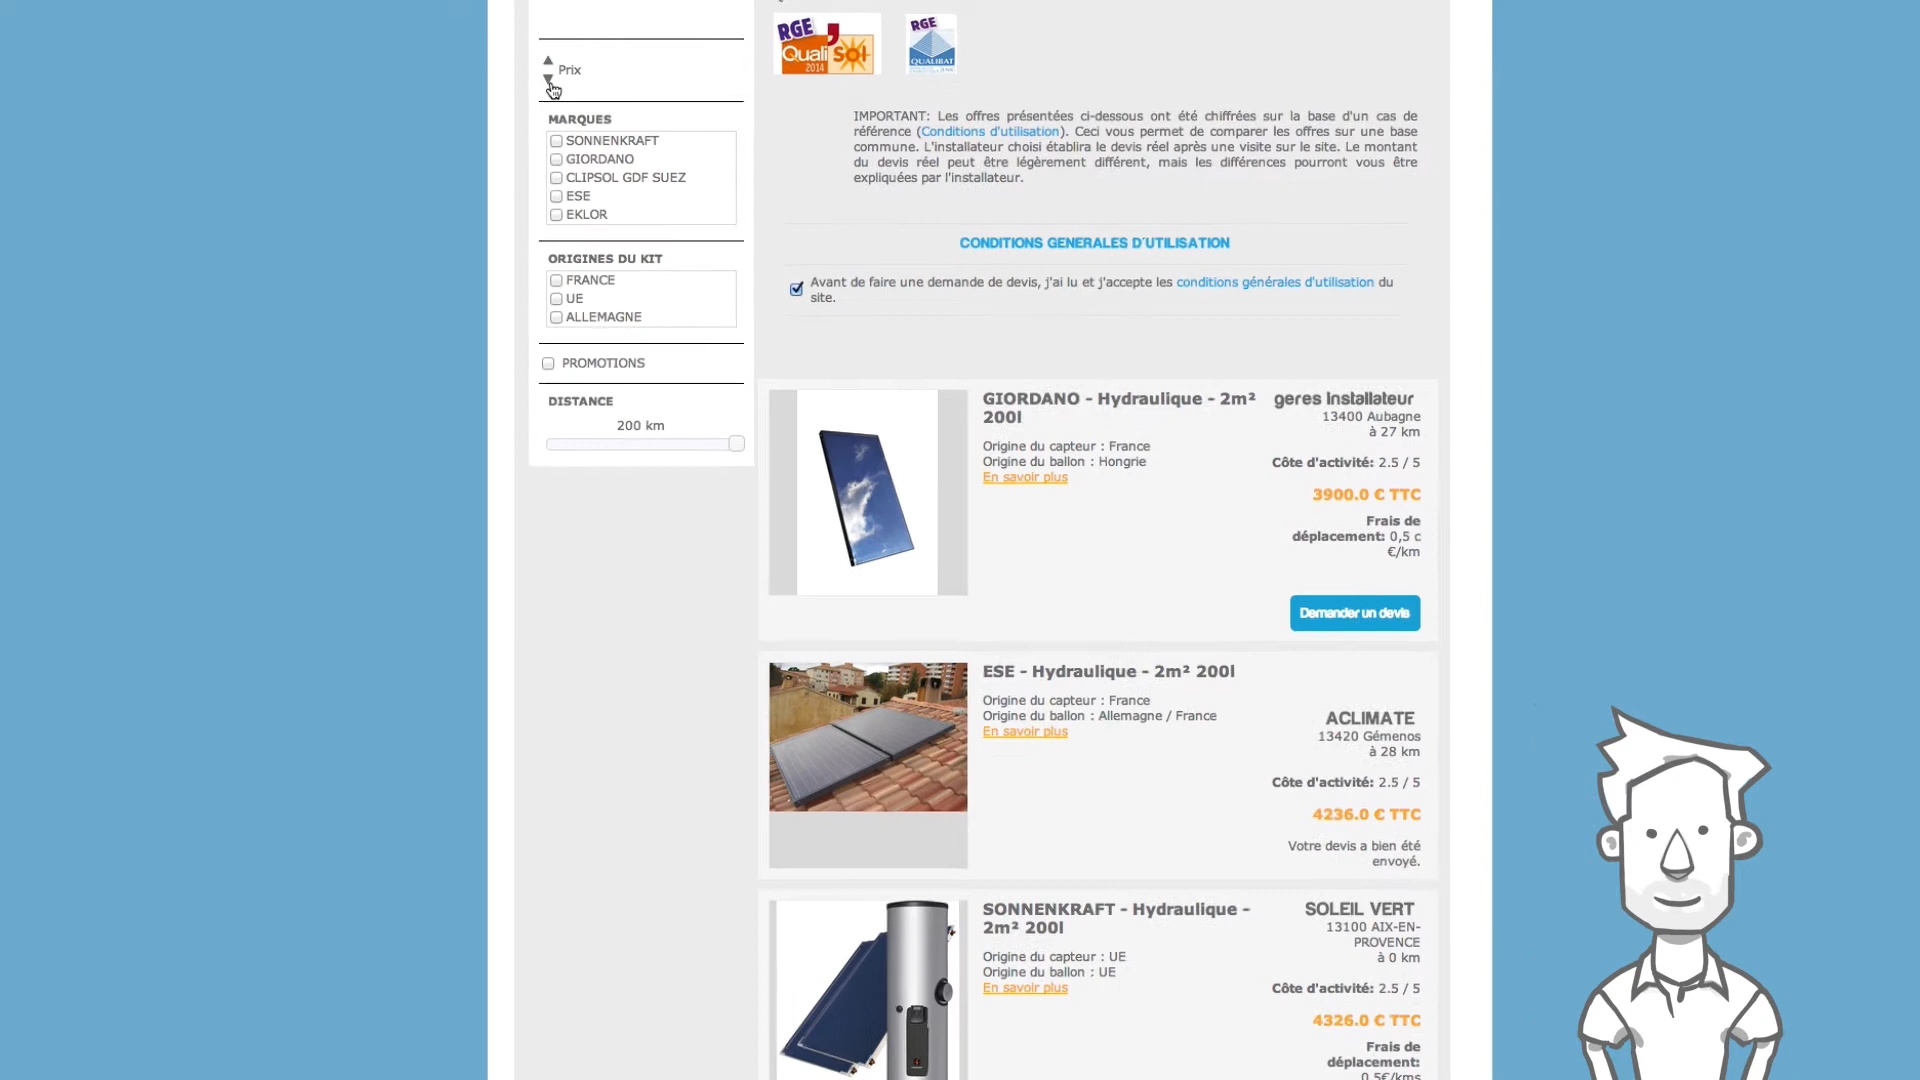 RGE
Quali'Sol
2014
RGE
QUALIBAT
Prix
MARQUES
SONNENKRAFT
GIORDANO
CLIPSOL GDF SUEZ
ESE
EKLOR
ORIGINES DU KIT
FRANCE
UE
ALLEMAGNE
PROMOTIONS
DISTANCE
200 km
IMPORTANT: Les offres présentées ci-dessous ont été chiffrées sur la base d'un cas de
référence (Conditions d'utilisation). Ceci vous permet de comparer les offres sur une base
commune. L'installateur choisi établira le devis réel après une visite sur le site. Le montant
du devis réel peut être légèrement différent, mais les différences pourront vous être
expliquées par l'installateur.
CONDITIONS GENERALES D'UTILISATION
Avant de faire une demande de devis, j'ai lu et j'accepte les conditions générales d'utilisation du
site.
GIORDANO - Hydraulique - 2m²
200l
Origine du capteur : France
Origine du ballon : Hongrie
En savoir plus
geres installateur
13400 Aubagne
à 27 km
Côte d'activité: 2.5 / 5
3900.0 € TTC
Frais de
déplacement: 0,5 c
€/km
Demander un devis
ESE - Hydraulique - 2m² 200l
Origine du capteur : France
Origine du ballon : Allemagne / France
En savoir plus
ACLIMATE
13420 Gémenos
à 28 km
Côte d'activité: 2.5 / 5
4236.0 € TTC
Votre devis a bien été
envoyé.
SONNENKRAFT - Hydraulique -
2m² 200l
Origine du capteur : UE
Origine du ballon : UE
En savoir plus
SOLEIL VERT
13100 AIX-EN-
PROVENCE
à 0 km
Côte d'activité: 2.5 / 5
4326.0 € TTC
Frais de
déplacement:
0.5€/kms